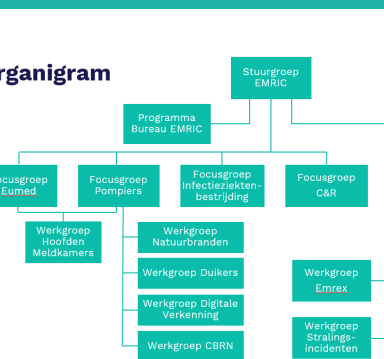 rganigram
Stuurgroep
EMRIC
Programma
Bureau EMRIC
ocusgroep
Eumed
Focusgroep
Pompiers
Focusgroep
Infectieziekten-
bestrijding
Focusgroep
C&R
Werkgroep
Hoofden
Meldkamers
Werkgroep
Natuurbranden
Werkgroep Duikers
Werkgroep Digitale
Verkenning
Werkgroep CBRN
Werkgroep
Emrex
Werkgroep
Stralings-
incidenten